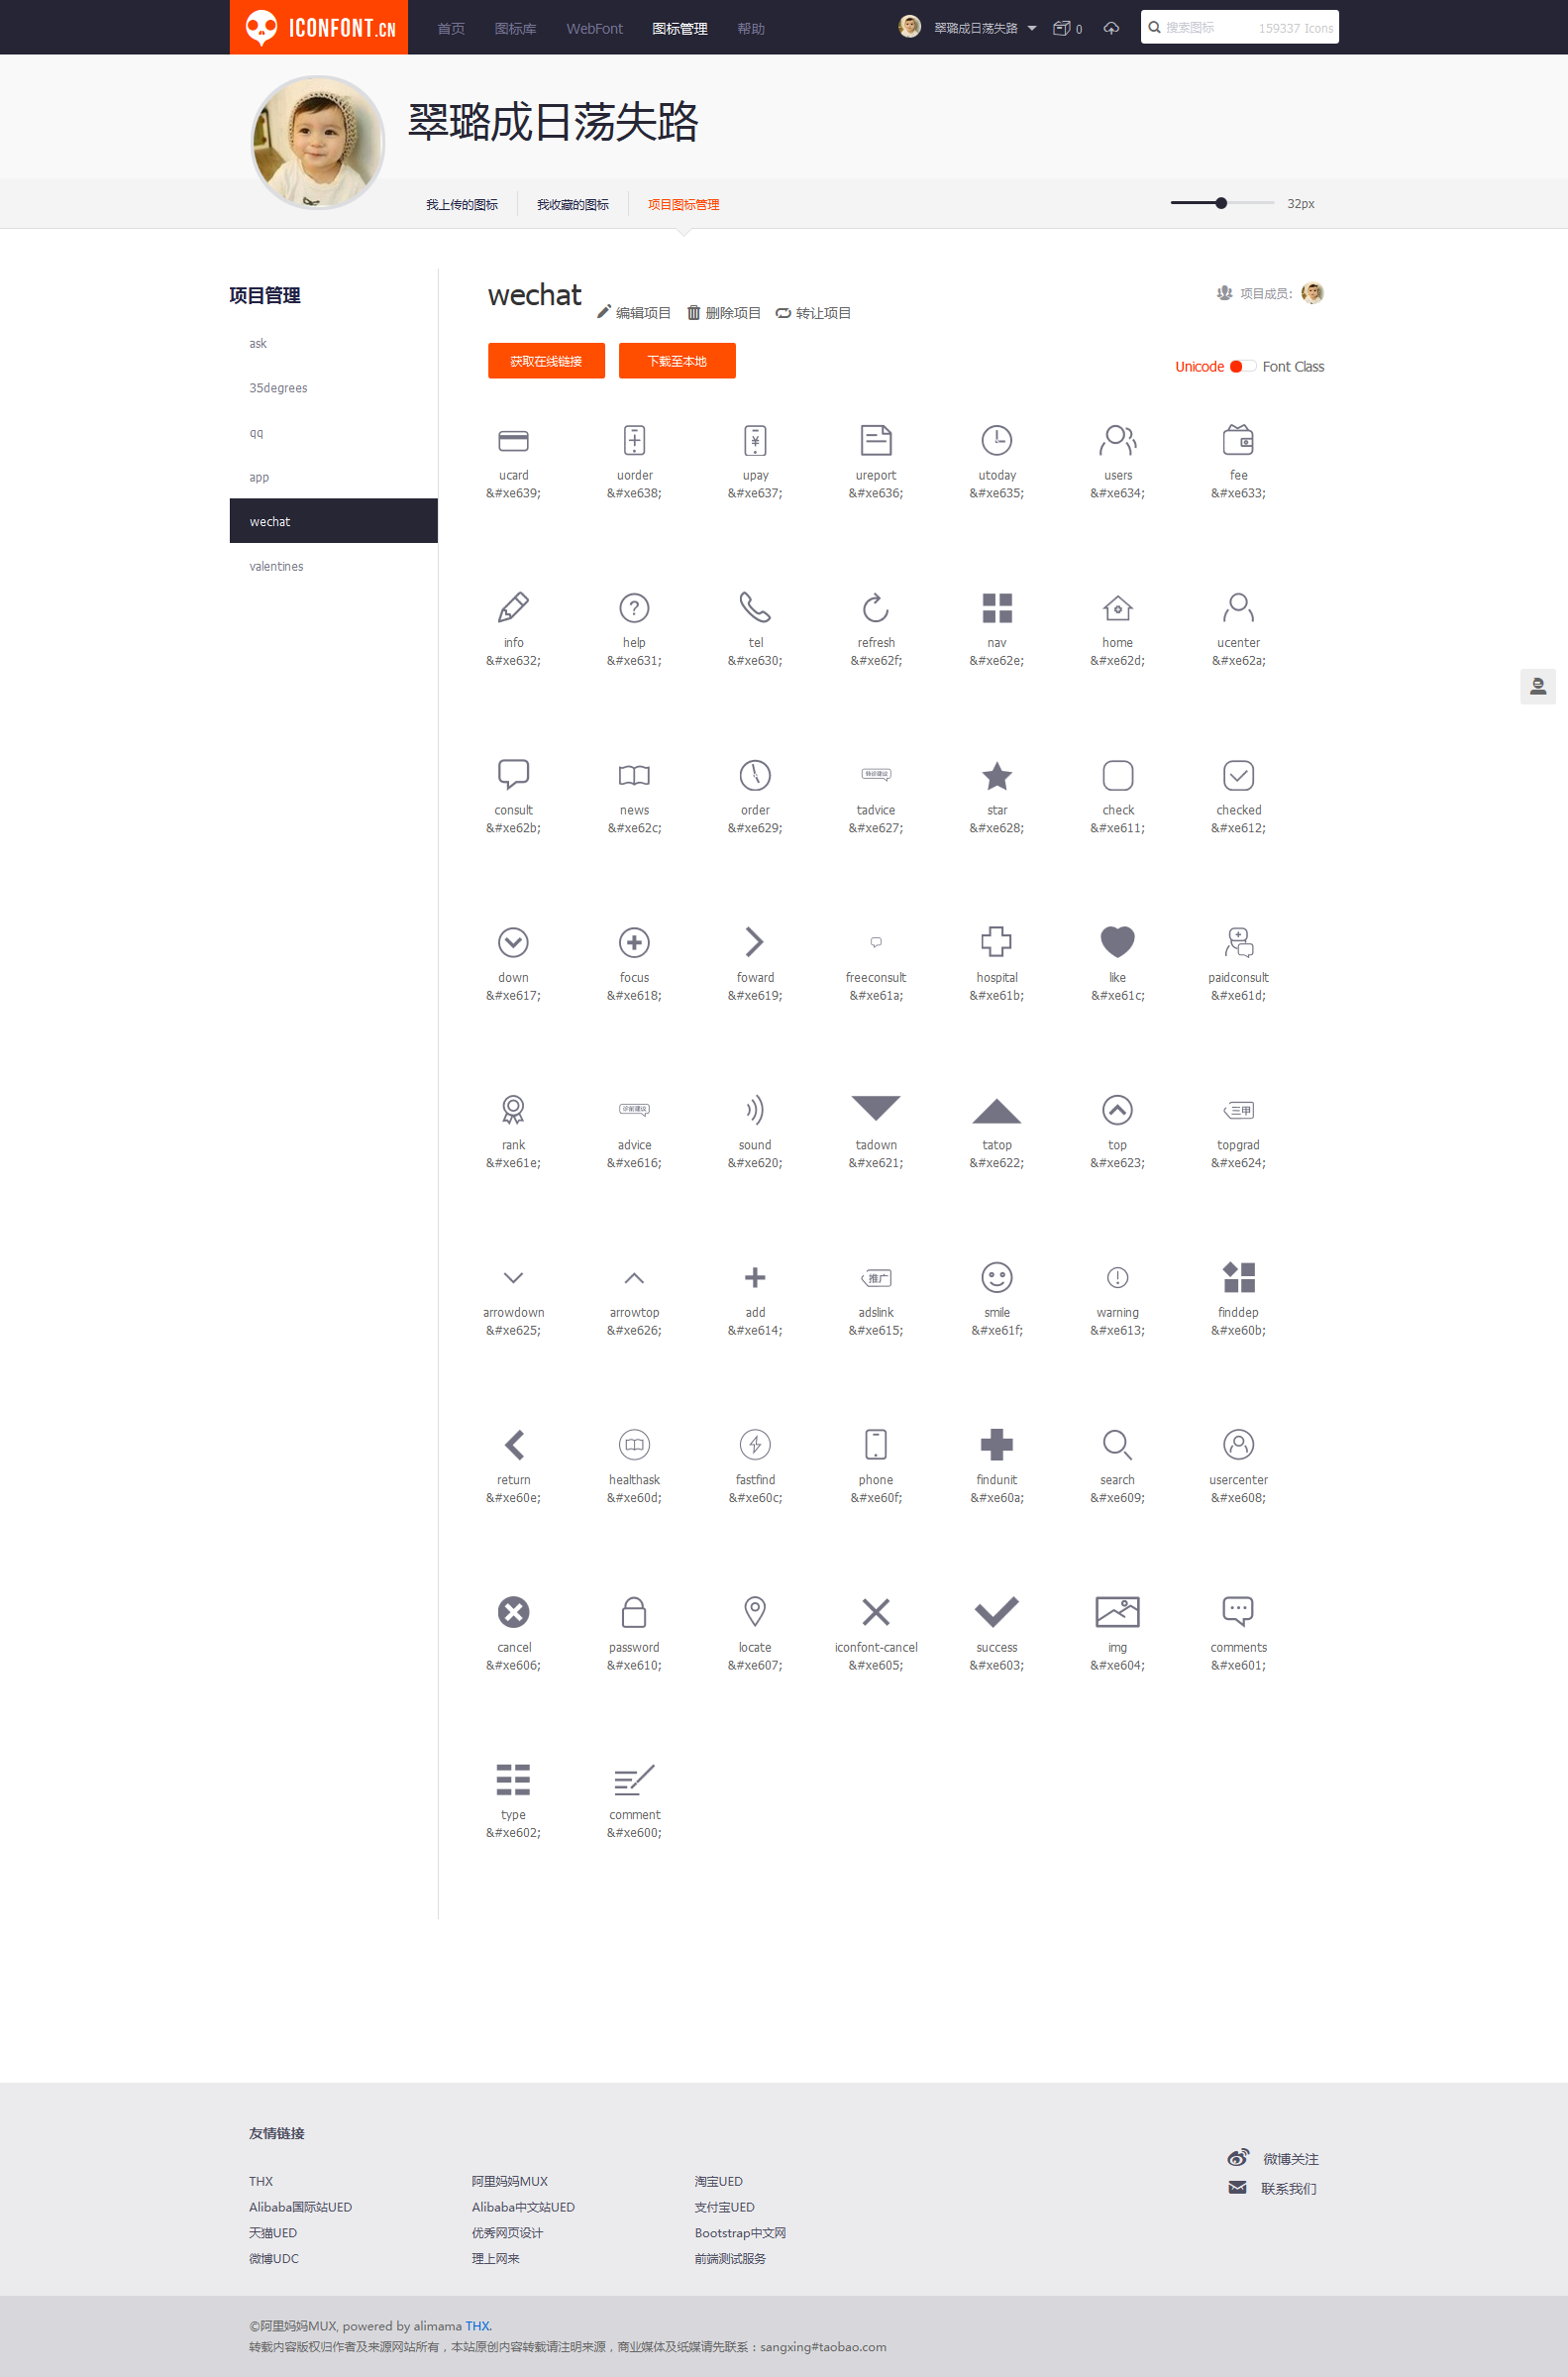 ICONFONT.CN 首页 图标库 WebFont 图标管理 帮助 翠璐成日荡失路 0 搜索图标 159337 Icons
翠璐成日荡失路
我上传的图标 我收藏的图标 项目图标管理 32px
项目管理
ask
35degrees
qq
app
wechat
valentines
wechat 编辑项目 删除项目 转让项目 项目成员:
获取在线链接 下载至本地 Unicode Font Class
ucard uorder upay ureport utoday users fee
&#xe639; &#xe638; &#xe637; &#xe636; &#xe635; &#xe634; &#xe633;
info help tel refresh nav home ucenter
&#xe632; &#xe631; &#xe630; &#xe62f; &#xe62e; &#xe62d; &#xe62a;
consult news order tadvice star check checked
&#xe62b; &#xe62c; &#xe629; &#xe627; &#xe628; &#xe611; &#xe612;
down focus foward freeconsult hospital like paidconsult
&#xe617; &#xe618; &#xe619; &#xe61a; &#xe61b; &#xe61c; &#xe61d;
诊前建议 三甲
rank advice sound tadown tatop top topgrad
&#xe61e; &#xe616; &#xe620; &#xe621; &#xe622; &#xe623; &#xe624;
推广
arrowdown arrowtop add adslink smile warning finddep
&#xe625; &#xe626; &#xe614; &#xe615; &#xe61f; &#xe613; &#xe60b;
return healthask fastfind phone findunit search usercenter
&#xe60e; &#xe60d; &#xe60c; &#xe60f; &#xe60a; &#xe609; &#xe608;
cancel password locate iconfont-cancel success img comments
&#xe606; &#xe610; &#xe607; &#xe605; &#xe603; &#xe604; &#xe601;
type comment
&#xe602; &#xe600;
友情链接
THX 阿里妈妈MUX 淘宝UED
Alibaba国际站UED Alibaba中文站UED 支付宝UED
天猫UED 优秀网页设计 Bootstrap中文网
微博UDC 理上网来 前端测试服务
微博关注
联系我们
©阿里妈妈MUX, powered by alimama THX.
转载内容版权归作者及来源网站所有，本站原创内容转载请注明来源，商业媒体及纸媒请先联系：sangxing#taobao.com